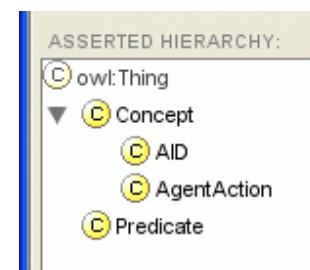 ASSERTED HIERARCHY:
C owl:Thing
C Concept
C AID
C AgentAction
C Predicate